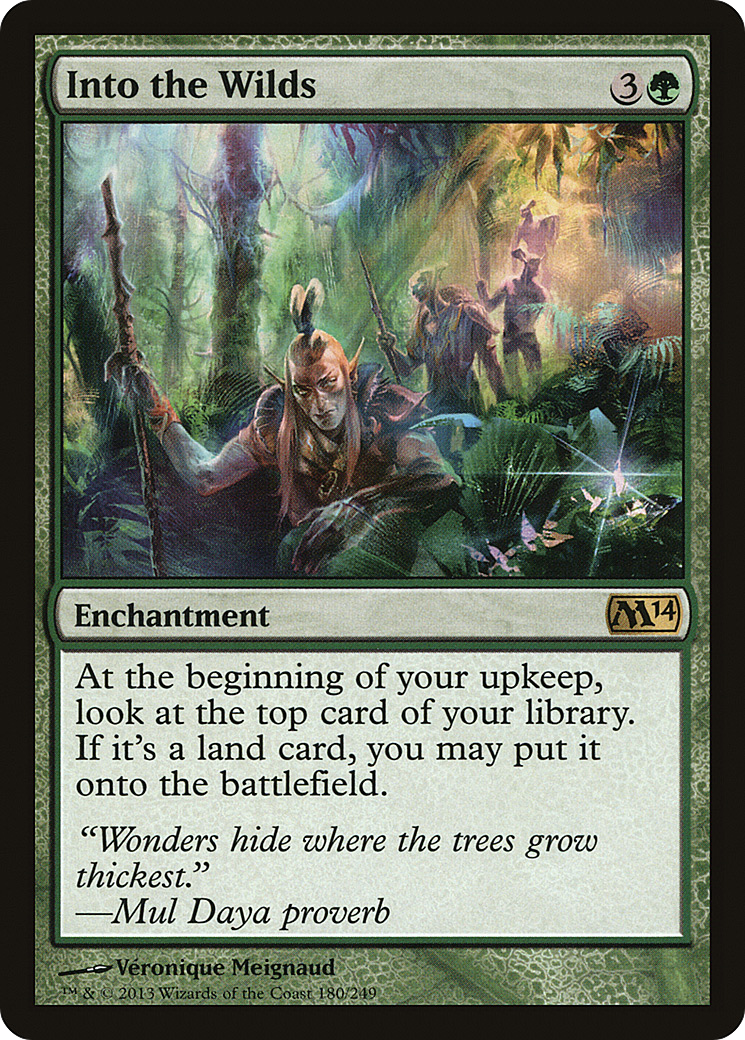 Into the Wilds 3
Enchantment M14
At the beginning of your upkeep,
look at the top card of your library.
If it's a land card, you may put it
onto the battlefield.
“Wonders hide where the trees grow
thickest.”
—Mul Daya proverb
Véronique Meignaud
™ & © 2013 Wizards of the Coast 180/249